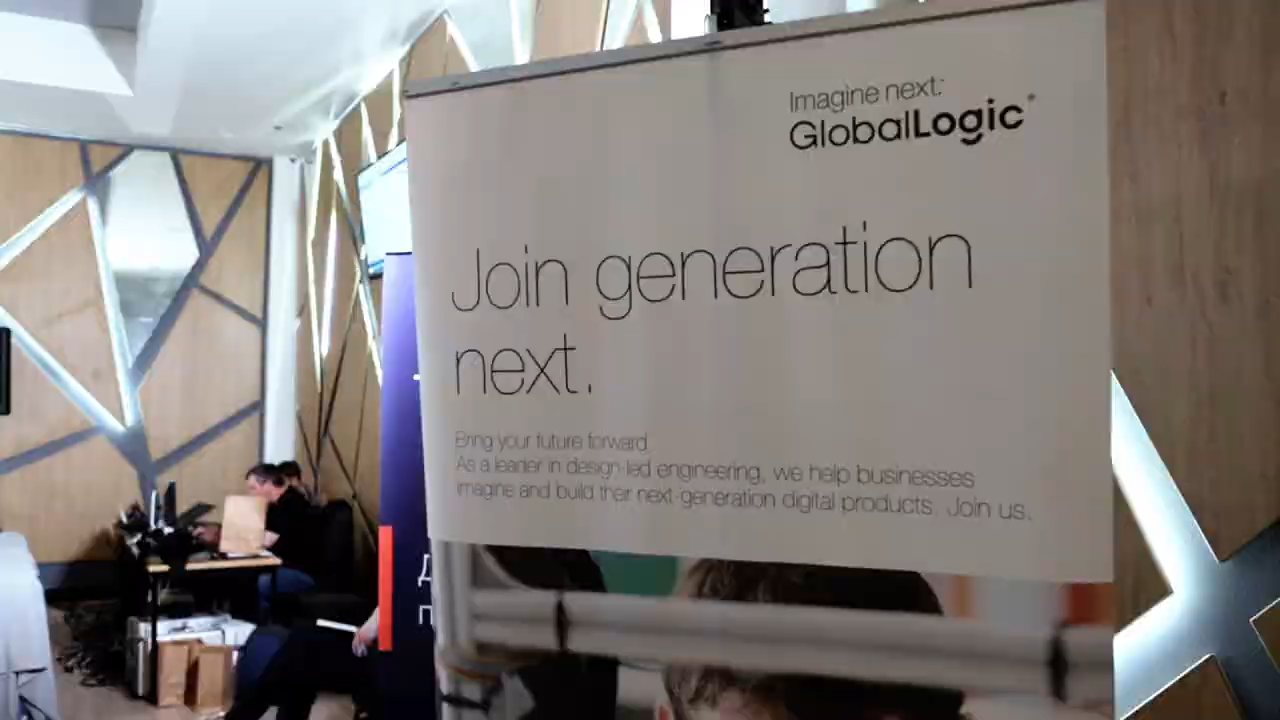 Imagine next:
GlobalLogic®
Join generation
next.
Bring your future forward.
As a leader in design-led engineering, we help businesses
imagine and build their next-generation digital products. Join us.
Д
П